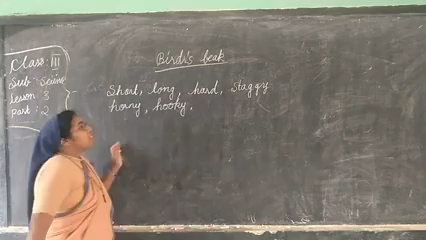 Class: III
Sub: Science
Lesson: 3
Part: 2
Bird's beak
Short, long, hard, staggy
horny, hooky.